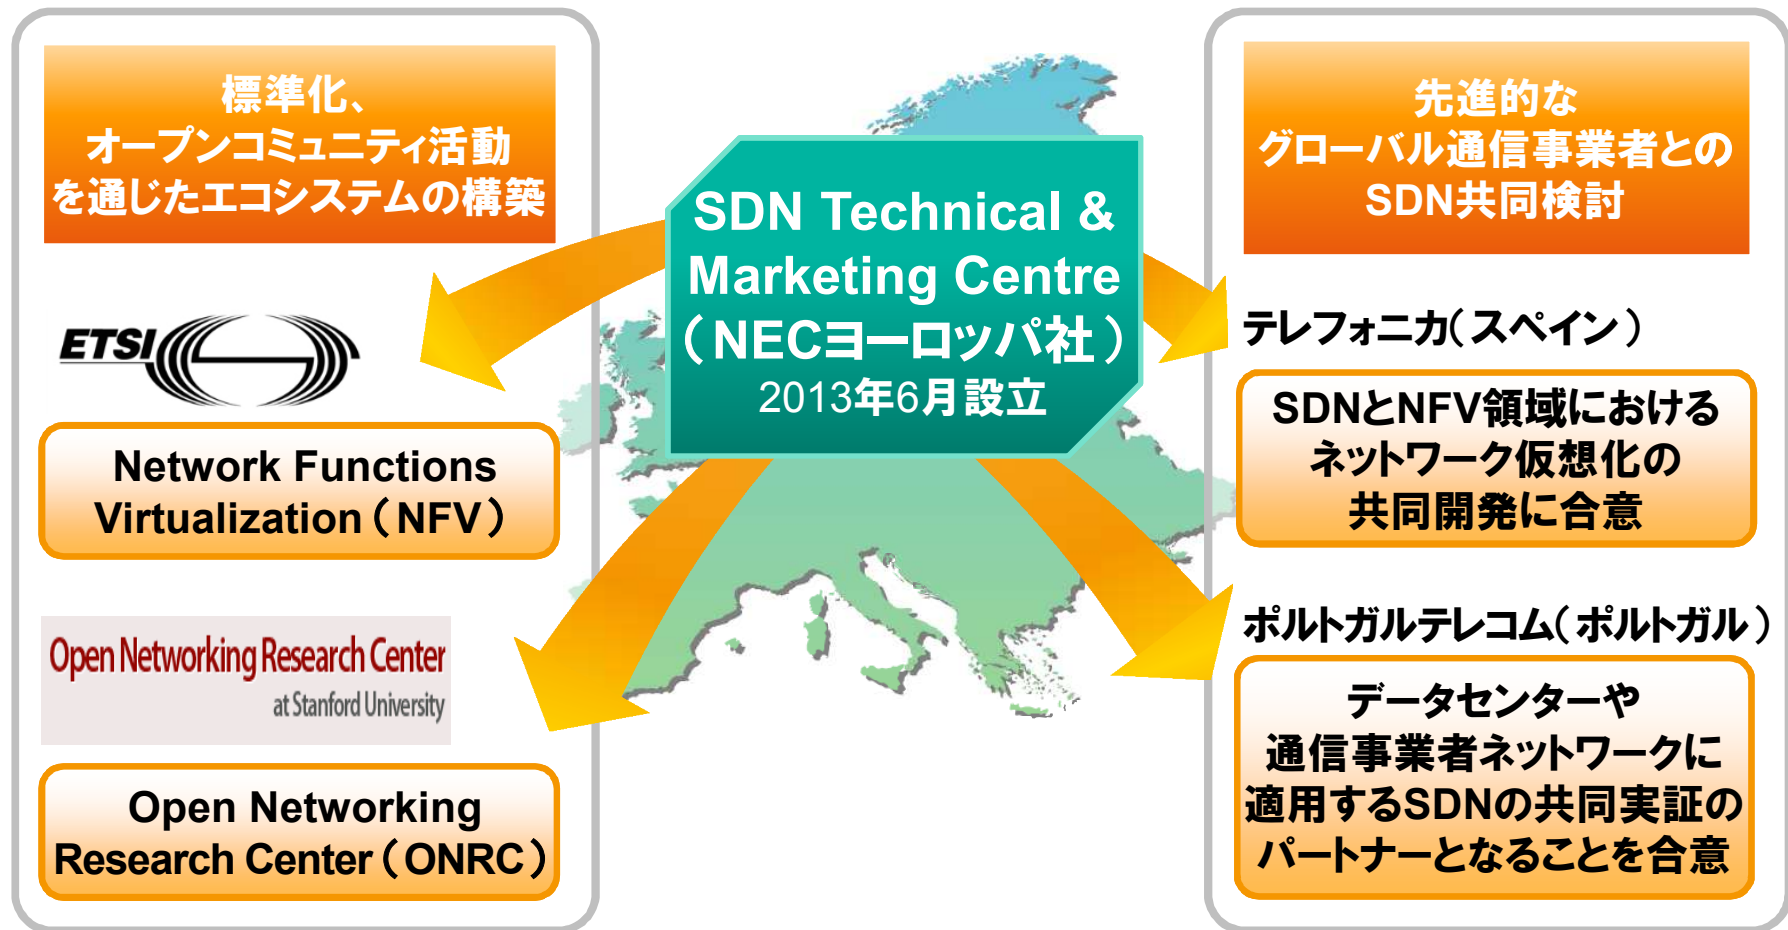 標準化、
オープンコミュニティ活動
を通じたエコシステムの構築
ETSI
Network Functions
Virtualization（NFV）
Open Networking Research Center
at Stanford University
Open Networking
Research Center（ONRC）
SDN Technical &
Marketing Centre
（NECヨーロッパ社）
2013年6月設立
先進的な
グローバル通信事業者との
SDN共同検討
テレフォニカ（スペイン）
SDNとNFV領域における
ネットワーク仮想化の
共同開発に合意
ポルトガルテレコム（ポルトガル）
データセンターや
通信事業者ネットワークに
適用するSDNの共同実証の
パートナーとなることを合意